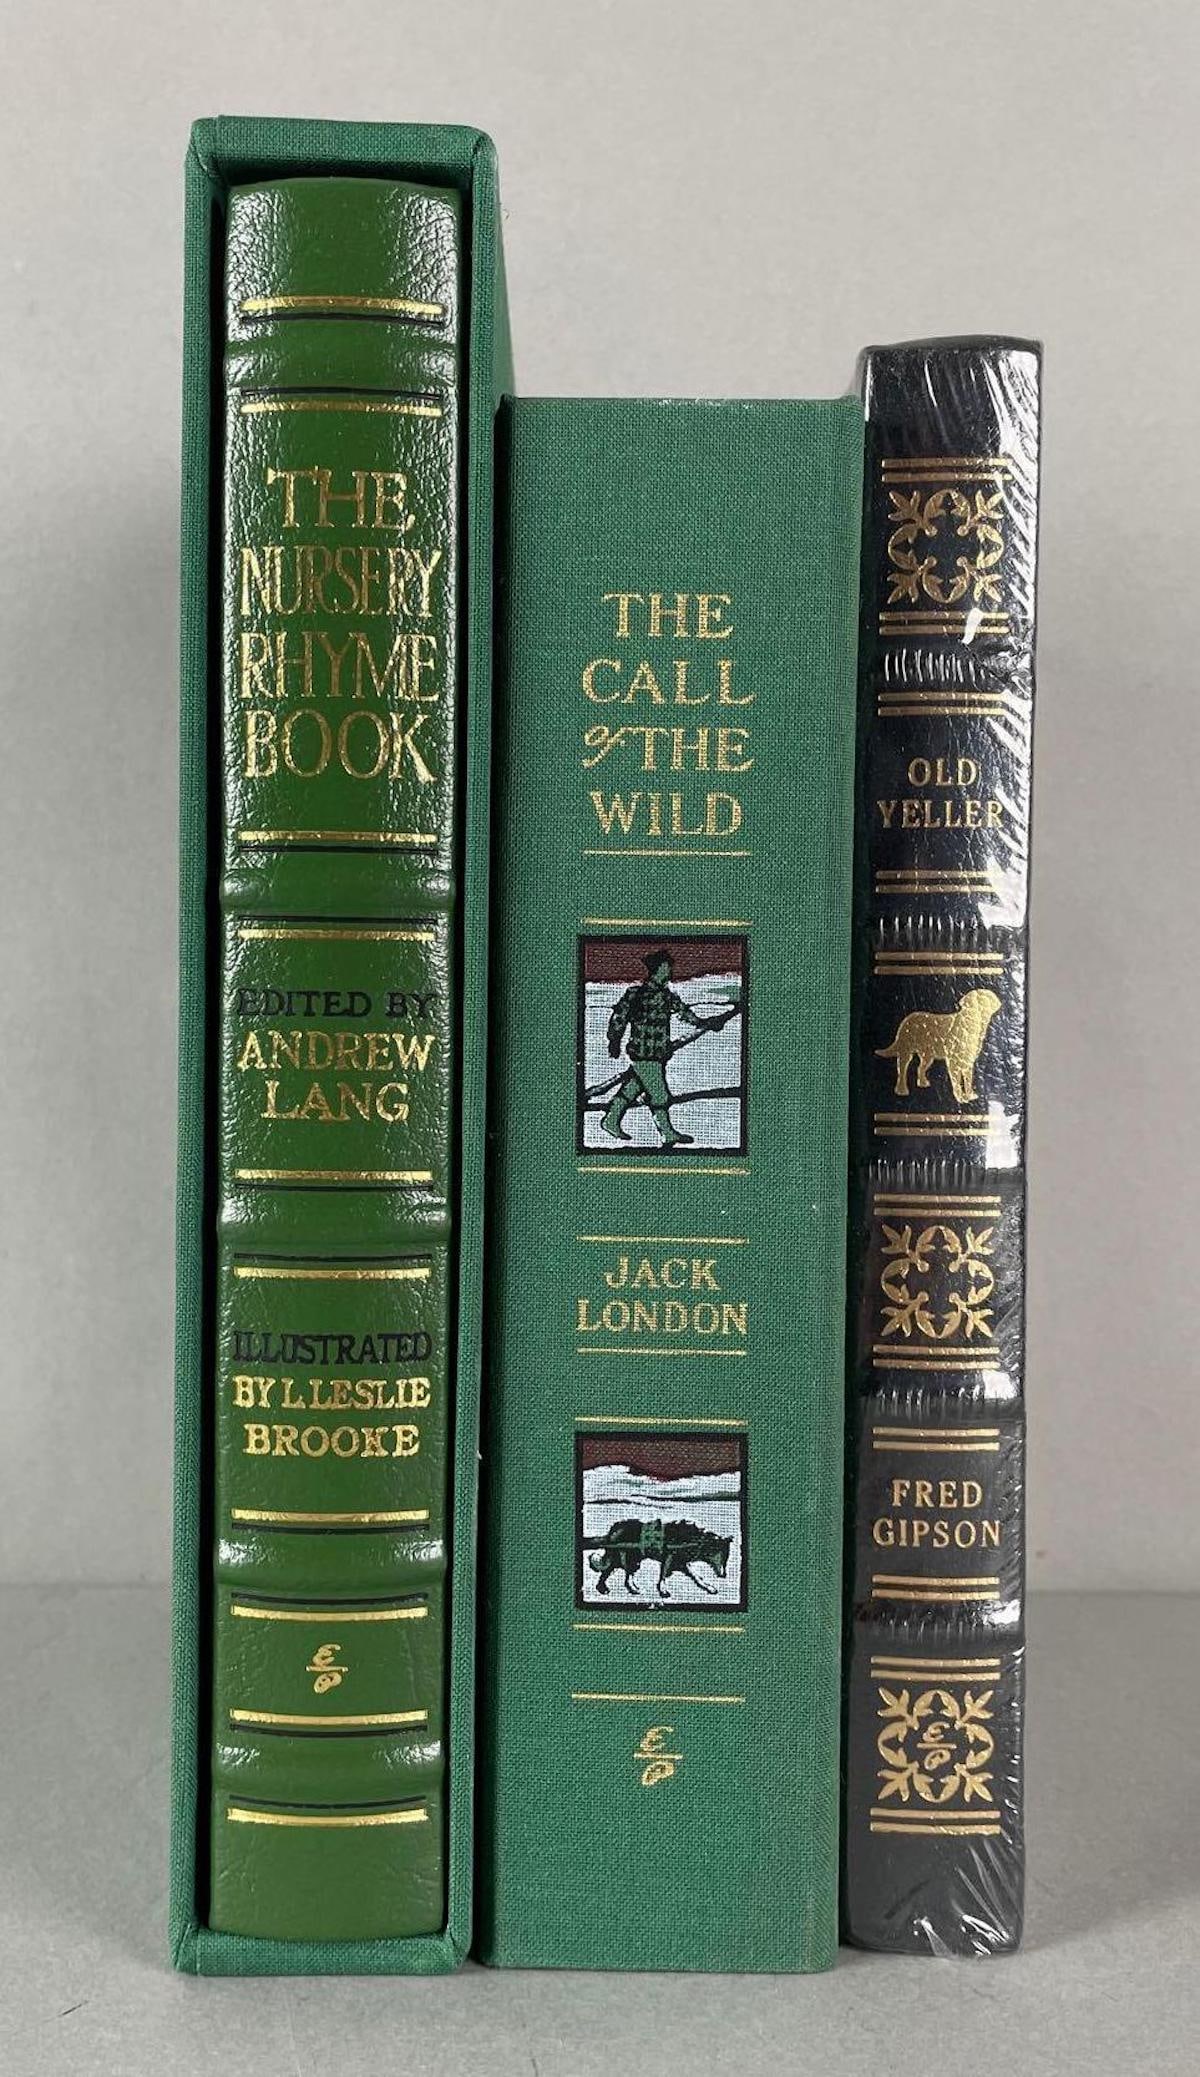 THE
NURSERY
RHYME
BOOK
EDITED BY
ANDREW
LANG
ILLUSTRATED
BY L LESLIE
BROOKE
E
P
THE
CALL
of THE
WILD
JACK
LONDON
E
P
OLD
YELLER
FRED
GIPSON
E
P